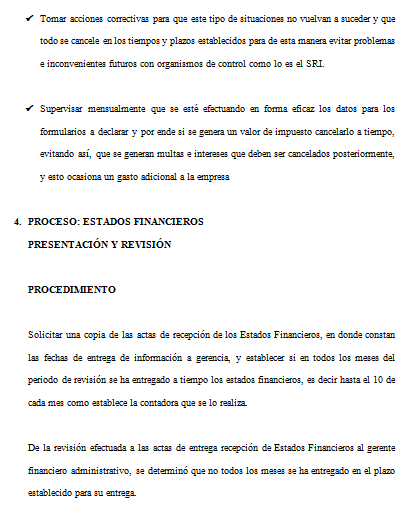 ✔ Tomar acciones correctivas para que este tipo de situaciones no vuelvan a suceder y que
todo se cancele en los tiempos y plazos establecidos para de esta manera evitar problemas
e inconvenientes futuros con organismos de control como lo es el SRI.
✔ Supervisar mensualmente que se esté efectuando en forma eficaz los datos para los
formularios a declarar y por ende si se genera un valor de impuesto cancelarlo a tiempo,
evitando así, que se generan multas e intereses que deben ser cancelados posteriormente,
y esto ocasiona un gasto adicional a la empresa
4. PROCESO: ESTADOS FINANCIEROS
PRESENTACIÓN Y REVISIÓN
PROCEDIMIENTO
Solicitar una copia de las actas de recepción de los Estados Financieros, en donde constan
las fechas de entrega de información a gerencia, y establecer si en todos los meses del
periodo de revisión se ha entregado a tiempo los estados financieros, es decir hasta el 10 de
cada mes como establece la contadora que se lo realiza.
De la revisión efectuada a las actas de entrega recepción de Estados Financieros al gerente
financiero administrativo, se determinó que no todos los meses se ha entregado en el plazo
establecido para su entrega.